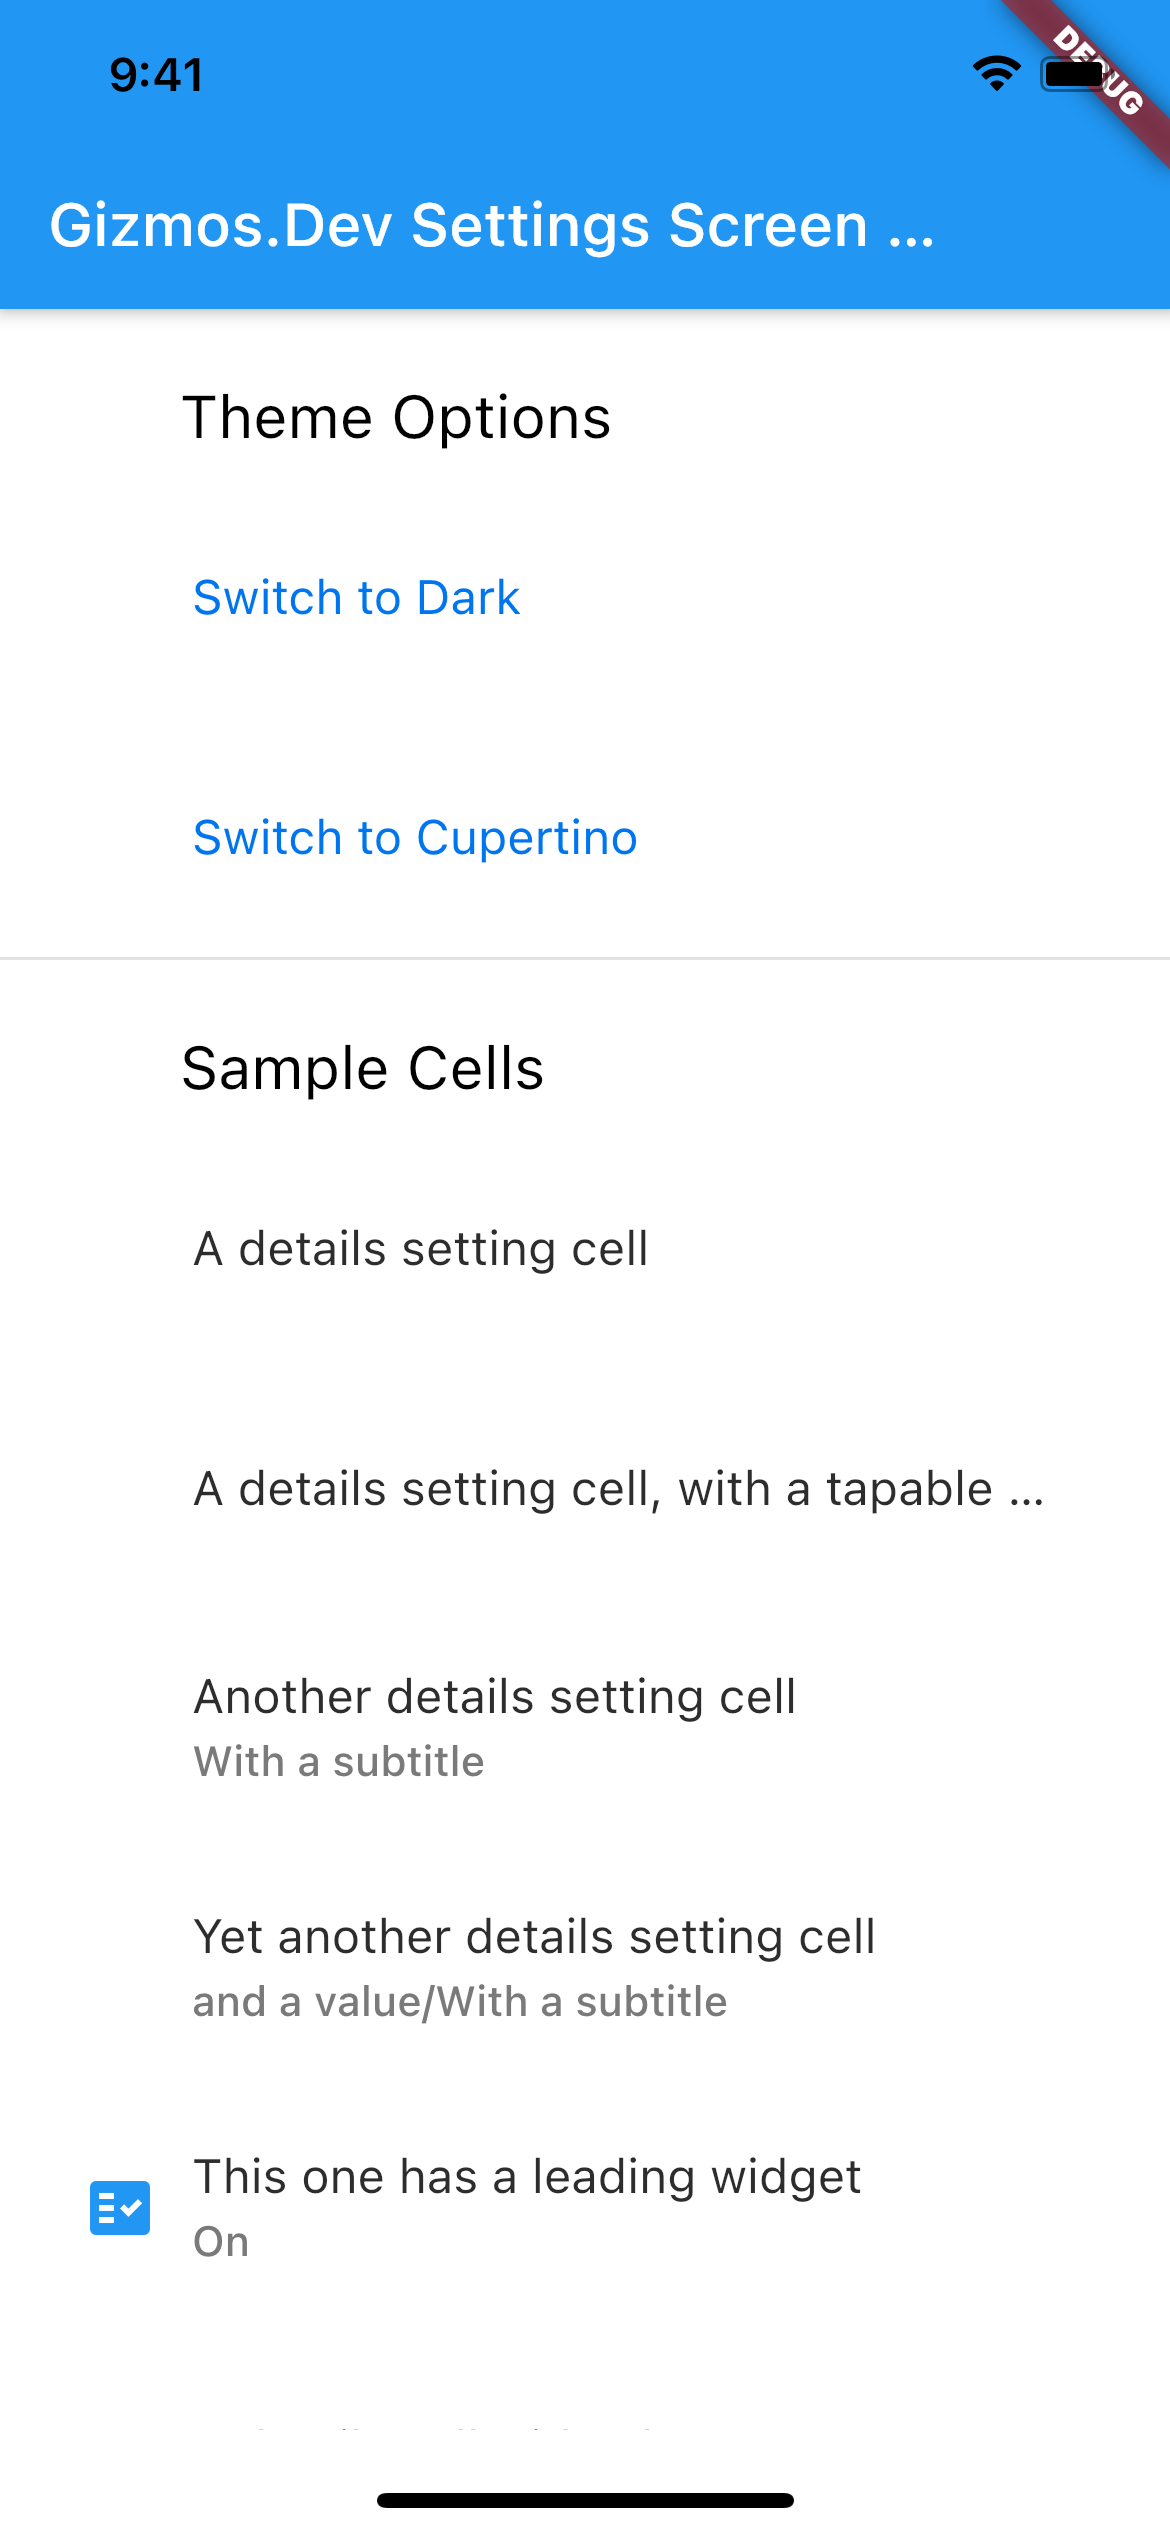 9:41
DEBUG
Gizmos.Dev Settings Screen ...
Theme Options
Switch to Dark
Switch to Cupertino
Sample Cells
A details setting cell
A details setting cell, with a tapable ...
Another details setting cell
With a subtitle
Yet another details setting cell
and a value/With a subtitle
This one has a leading widget
On